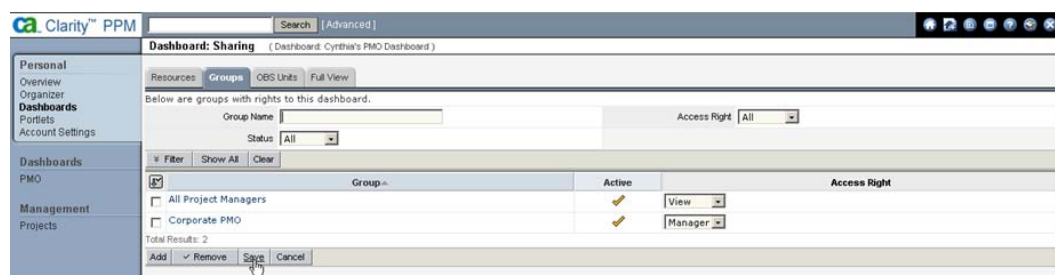 ca Clarity™ PPM Search [Advanced]
Dashboard: Sharing (Dashboard: Cynthia's PMO Dashboard)
Personal
Overview
Organizer
Dashboards
Portlets
Account Settings
Dashboards
PMO
Management
Projects
Resources Groups OBS Units Full View
Below are groups with rights to this dashboard.
Group Name Access Right All
Status All
Filter Show All Clear
Group Active Access Right
All Project Managers View
Corporate PMO Manager
Total Results: 2
Add Remove Save Cancel